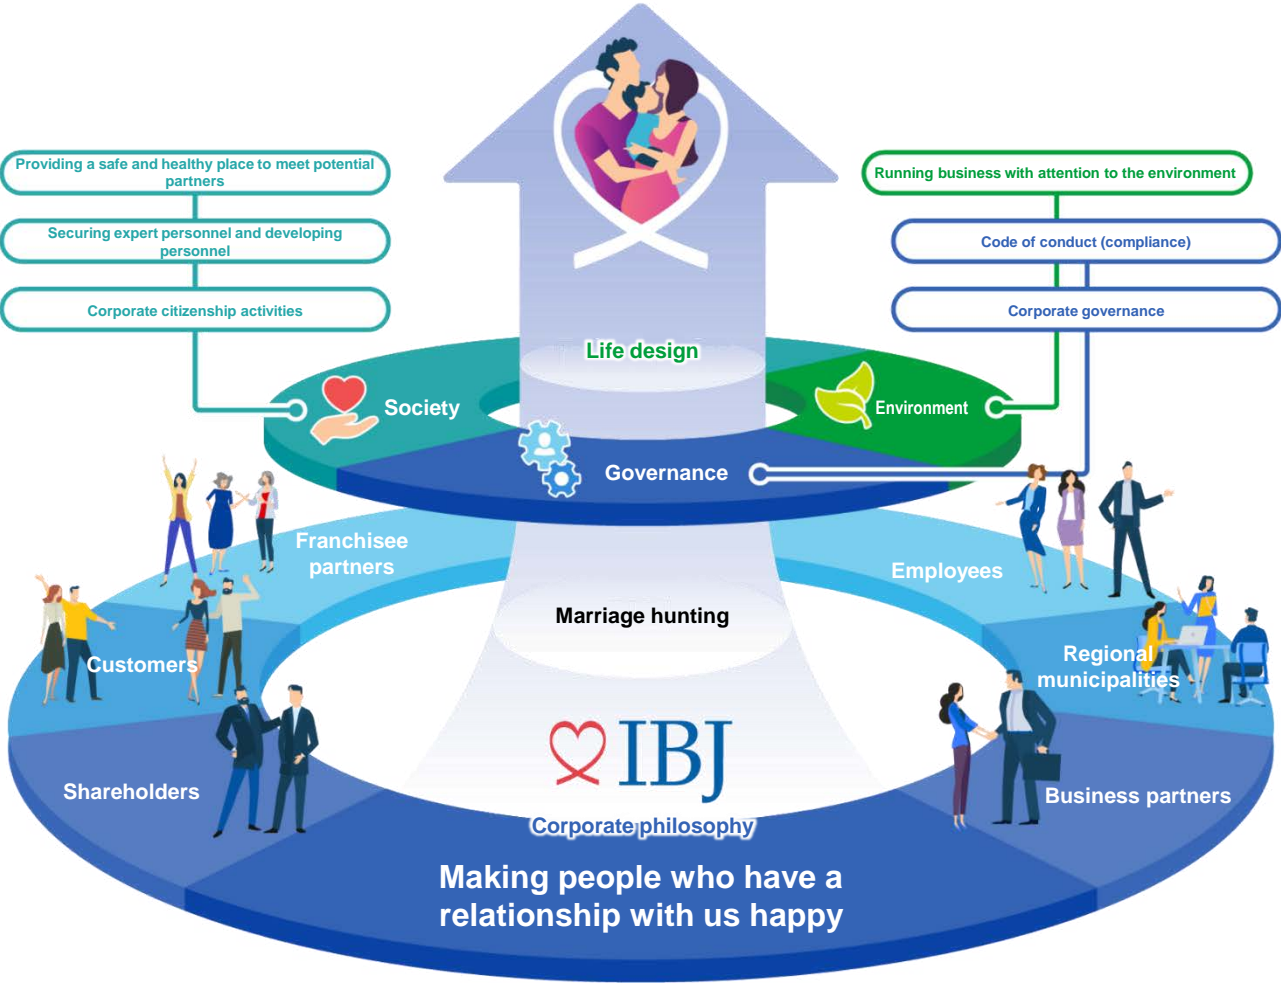 Providing a safe and healthy place to meet potential
partners
Securing expert personnel and developing
personnel
Corporate citizenship activities
Running business with attention to the environment
Code of conduct (compliance)
Corporate governance
Life design
Society
Environment
Governance
Franchisee
partners
Employees
Marriage hunting
Customers
Regional
municipalities
IBJ
Shareholders
Business partners
Corporate philosophy
Making people who have a
relationship with us happy